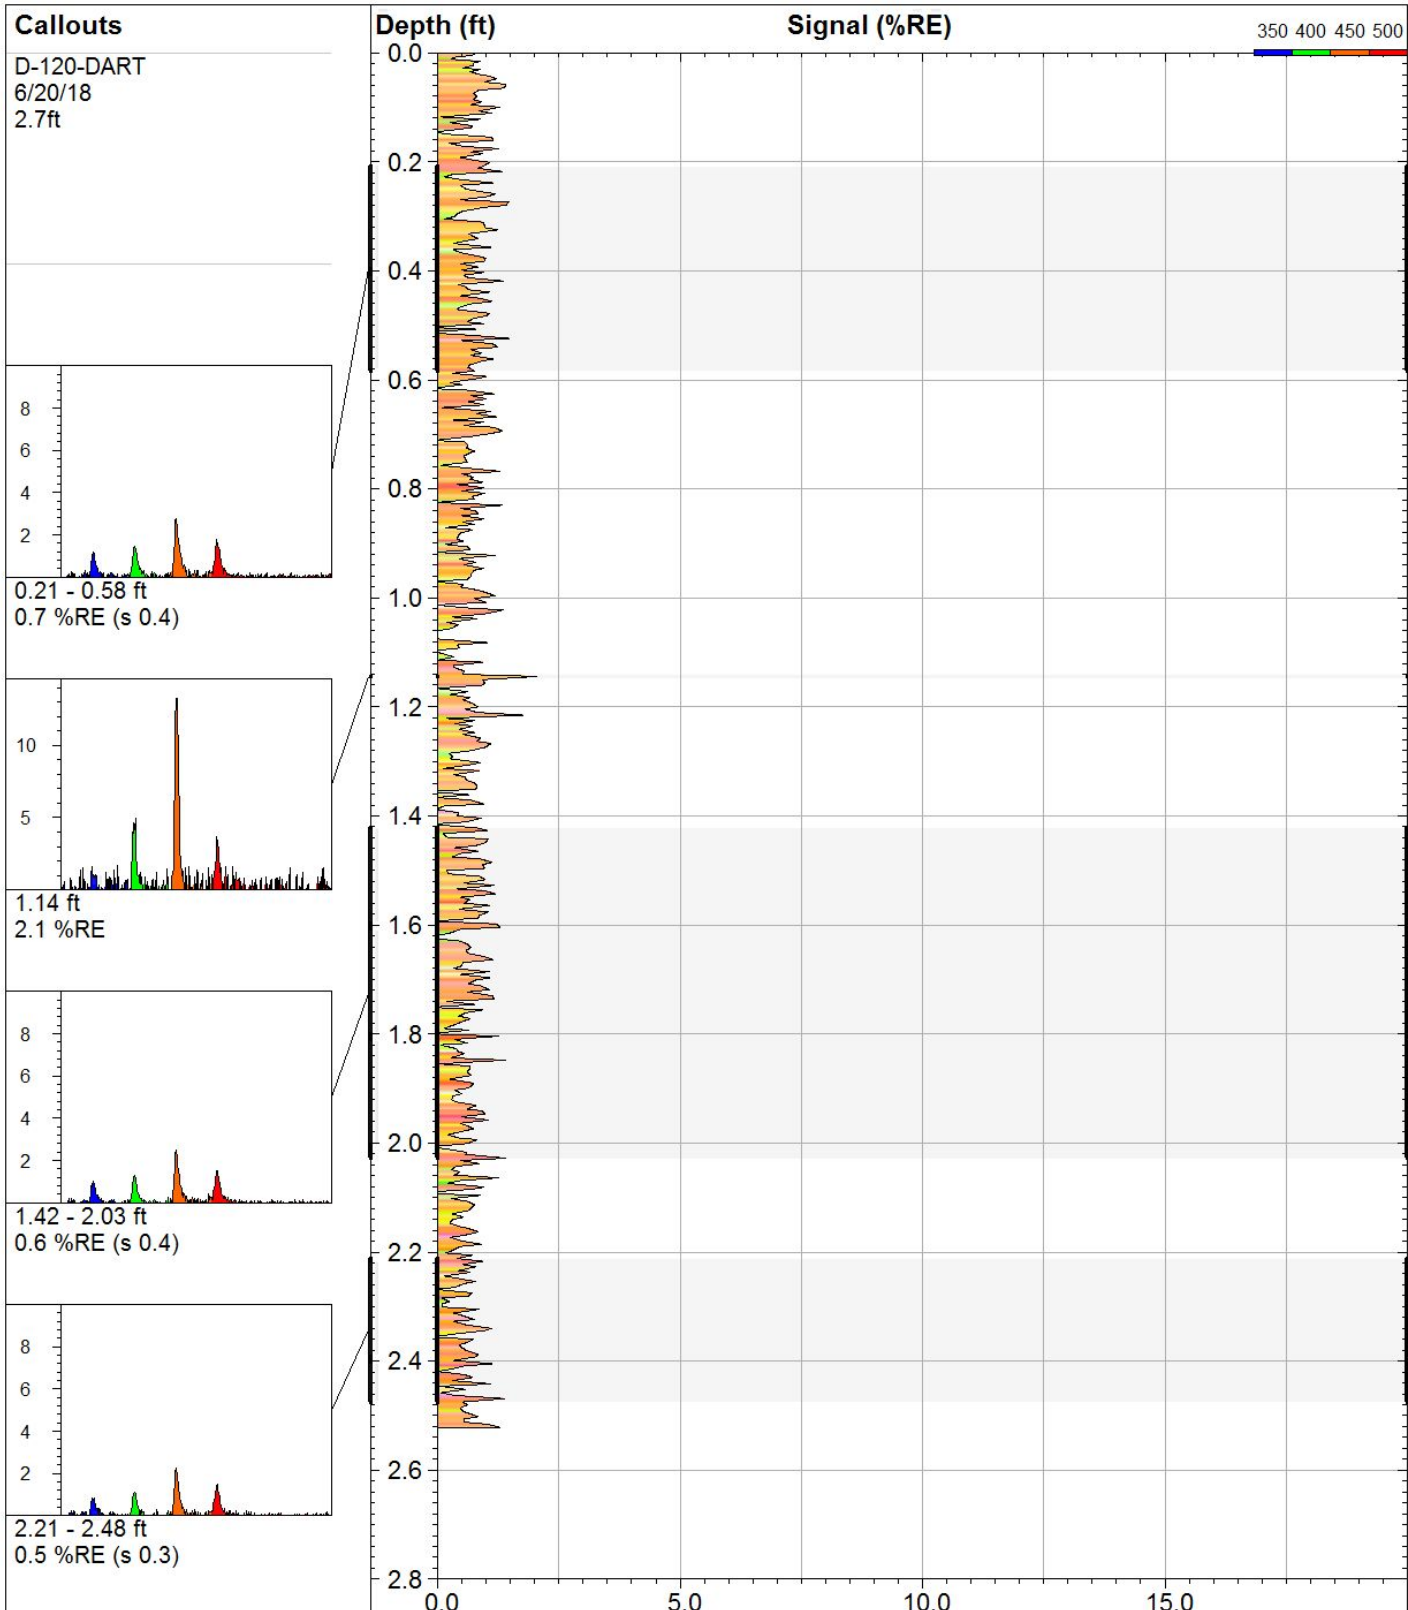 Callouts
D-120-DART
6/20/18
2.7ft
8
6
4
2
0.21 - 0.58 ft
0.7 %RE (s 0.4)
10
5
1.14 ft
2.1 %RE
8
6
4
2
1.42 - 2.03 ft
0.6 %RE (s 0.4)
8
6
4
2
2.21 - 2.48 ft
0.5 %RE (s 0.3)
Depth (ft)
Signal (%RE)
350 400 450 500
0.0
0.2
0.4
0.6
0.8
1.0
1.2
1.4
1.6
1.8
2.0
2.2
2.4
2.6
2.8
0.0 5.0 10.0 15.0